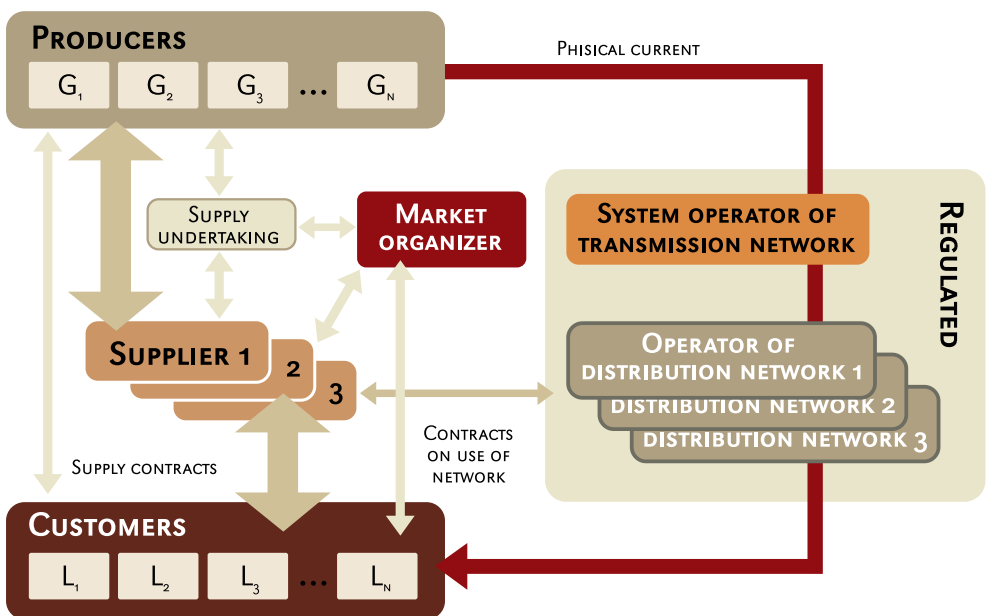 Producers
G1 G2 G3 ... GN
Phisical current
Supply
undertaking
Market
organizer
System operator of
transmission network
Regulated
Supplier 1
2
3
Operator of
distribution network 1
distribution network 2
distribution network 3
Supply contracts
Contracts
on use of
network
Customers
L1 L2 L3 ... LN